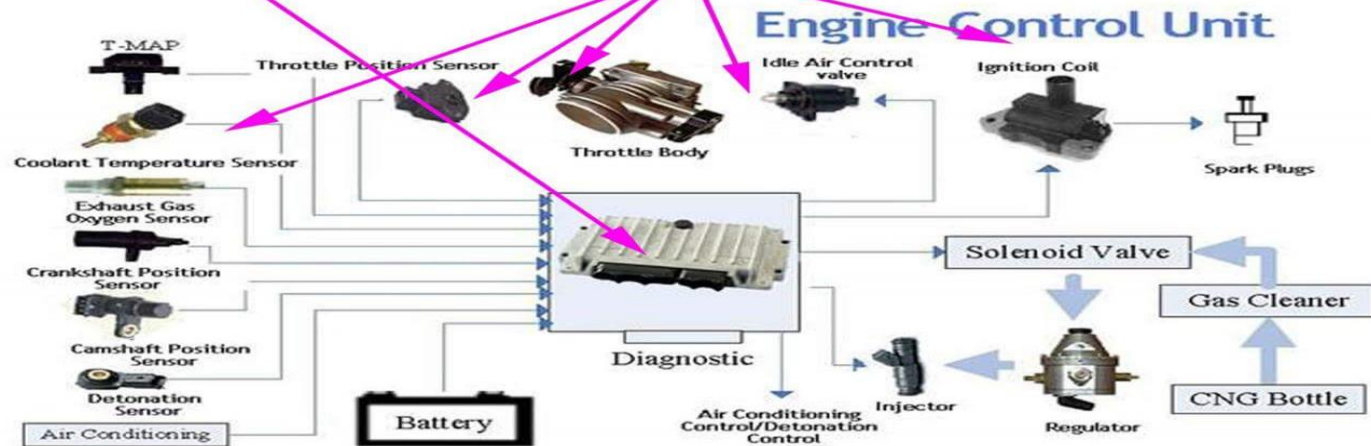 Engine Control Unit
T-MAP
Throttle Position Sensor
Idle Air Control
valve
Ignition Coil
Throttle Body
Spark Plugs
Coolant Temperature Sensor
Exhaust Gas
Oxygen Sensor
Crankshaft Position
Sensor
Solenoid Valve
Gas Cleaner
Camshaft Position
Sensor
Diagnostic
Detonation
Sensor
Battery
Air Conditioning
Control/Detonation
Control
Injector
Regulator
CNG Bottle
Air Conditioning